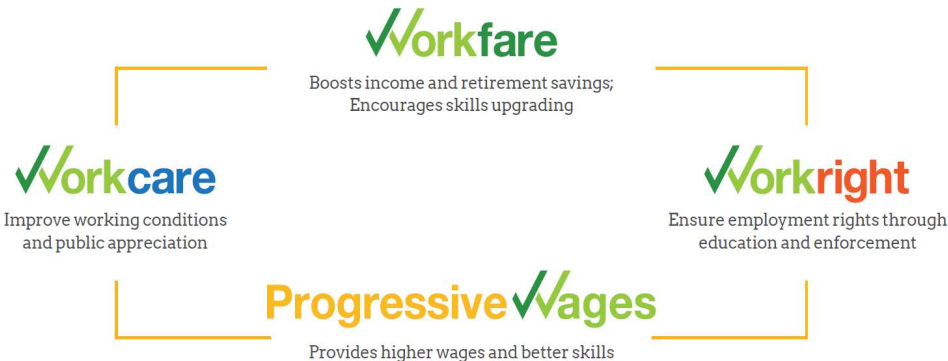 Workfare
Boosts income and retirement savings;
Encourages skills upgrading
Workcare
Improve working conditions
and public appreciation
Workright
Ensure employment rights through
education and enforcement
Progressive Wages
Provides higher wages and better skills